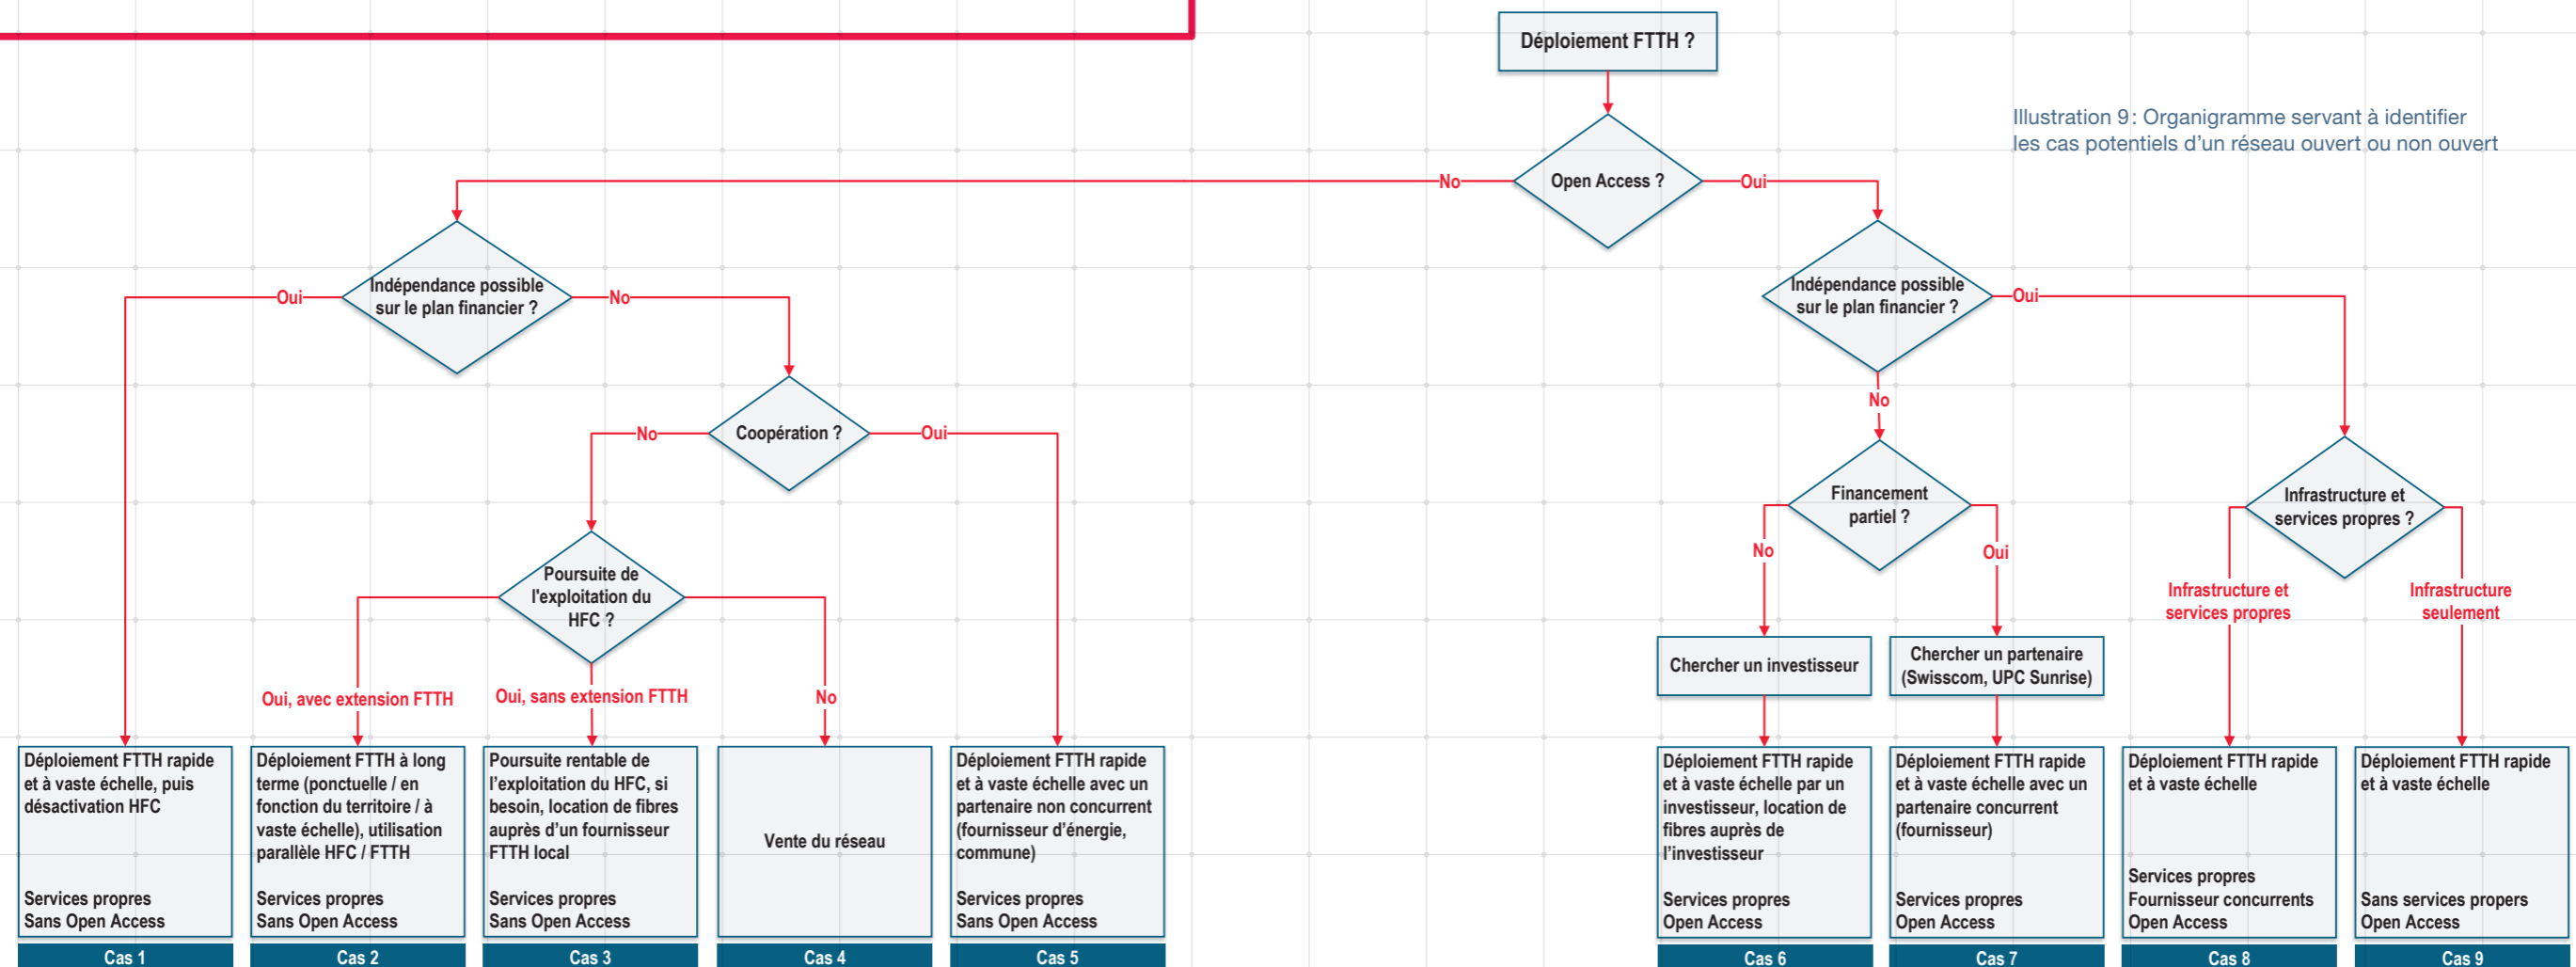 Déploiement FTTH ?
Illustration 9: Organigramme servant à identifier
les cas potentiels d’un réseau ouvert ou non ouvert
No
Open Access ?
Oui
Oui
Indépendance possible
sur le plan financier ?
No
Indépendance possible
sur le plan financier ?
Oui
No
No
Coopération ?
Oui
Financement
partiel ?
Infrastructure et
services propres ?
No
Oui
Poursuite de
l'exploitation du
HFC ?
Infrastructure et
services propres
Infrastructure
seulement
Chercher un investisseur
Chercher un partenaire
(Swisscom, UPC Sunrise)
Oui, avec extension FTTH
Oui, sans extension FTTH
No
Déploiement FTTH rapide
et à vaste échelle, puis
désactivation HFC
Services propres
Sans Open Access
Cas 1
Déploiement FTTH à long
terme (ponctuelle / en
fonction du territoire / à
vaste échelle), utilisation
parallèle HFC / FTTH
Services propres
Sans Open Access
Cas 2
Poursuite rentable de
l’exploitation du HFC, si
besoin, location de fibres
auprès d’un fournisseur
FTTH local
Services propres
Sans Open Access
Cas 3
Vente du réseau
Cas 4
Déploiement FTTH rapide
et à vaste échelle avec un
partenaire non concurrent
(fournisseur d’énergie,
commune)
Services propres
Sans Open Access
Cas 5
Déploiement FTTH rapide
et à vaste échelle par un
investisseur, location de
fibres auprès de
l’investisseur
Services propres
Open Access
Cas 6
Déploiement FTTH rapide
et à vaste échelle avec un
partenaire concurrent
(fournisseur)
Services propres
Open Access
Cas 7
Déploiement FTTH rapide
et à vaste échelle
Services propres
Fournisseur concurrents
Open Access
Cas 8
Déploiement FTTH rapide
et à vaste échelle
Sans services propers
Open Access
Cas 9